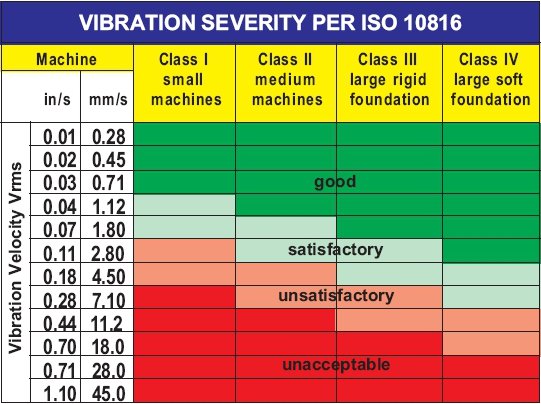 VIBRATION SEVERITY PER ISO 10816
Machine
Class I small machines
Class II medium machines
Class III large rigid foundation
Class IV large soft foundation
in/s mm/s
Vibration Velocity Vrms
0.01 0.28
0.02 0.45
0.03 0.71
good
0.04 1.12
0.07 1.80
0.11 2.80
satisfactory
0.18 4.50
0.28 7.10
unsatisfactory
0.44 11.2
0.70 18.0
0.71 28.0
unacceptable
1.10 45.0